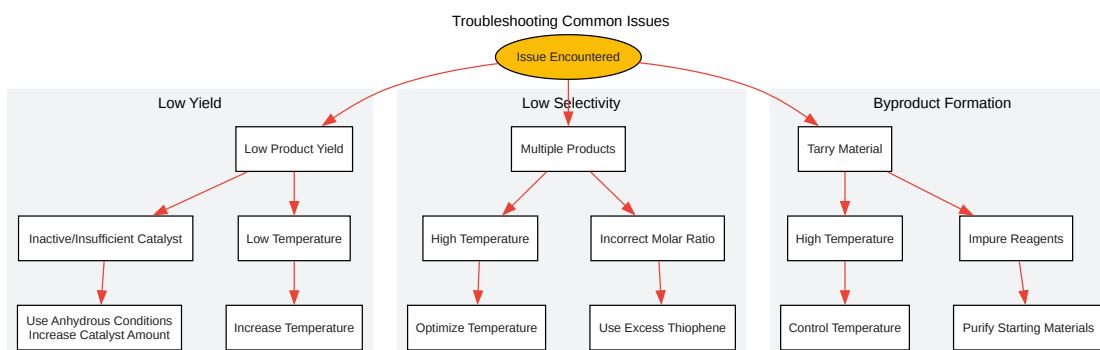 Troubleshooting Common Issues
Issue Encountered
Low Yield
Low Selectivity
Byproduct Formation
Low Product Yield
Multiple Products
Tarry Material
Inactive/Insufficient Catalyst
Low Temperature
High Temperature
Incorrect Molar Ratio
High Temperature
Impure Reagents
Use Anhydrous Conditions
Increase Catalyst Amount
Increase Temperature
Optimize Temperature
Use Excess Thiophene
Control Temperature
Purify Starting Materials